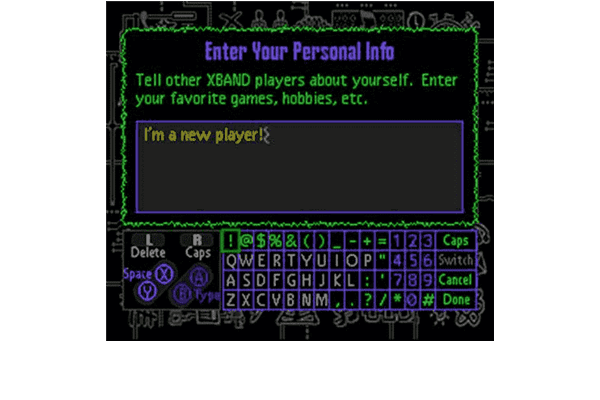 Enter Your Personal Info
Tell other XBAND players about yourself. Enter
your favorite games, hobbies, etc.
I'm a new player!
L R ! @ $ % & ( ) _ - + = 1 2 3 Caps
Delete Caps Q W E R T Y U I O P " 4 5 6 Switch
Space X A A S D F G H J K L : ' 7 8 9 Cancel
Y B Type Z X C V B N M , . ? / * 0 # Done